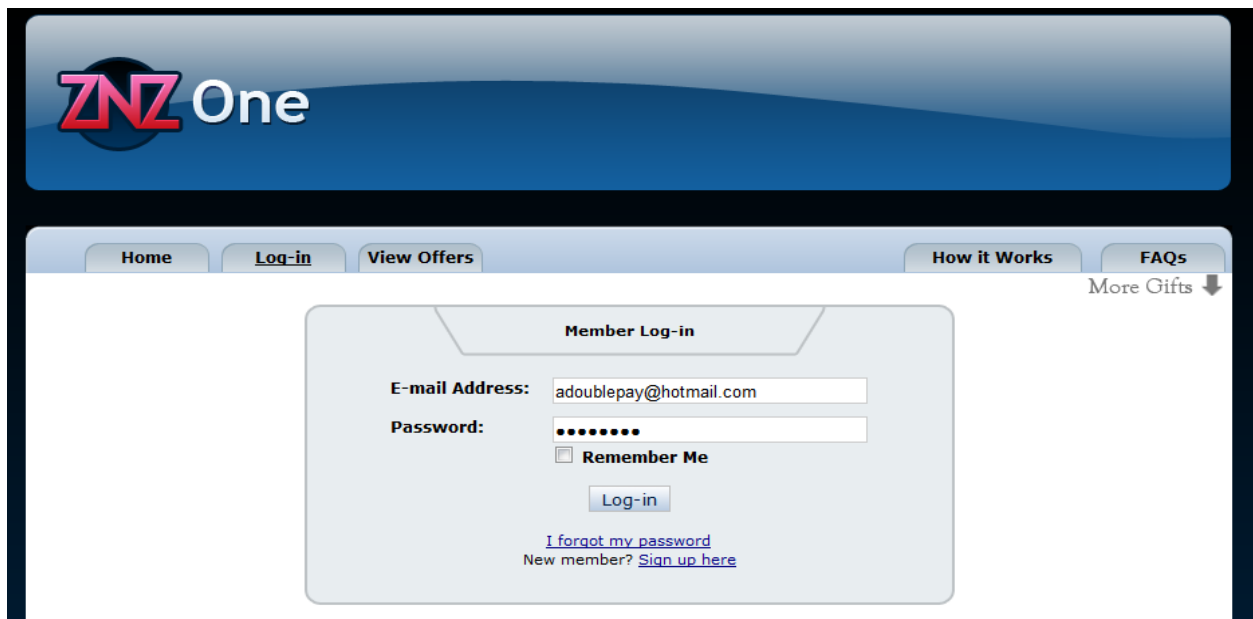 ZNZ One
Home Log-in View Offers How it Works FAQs
More Gifts
Member Log-in
E-mail Address: adoublepay@hotmail.com
Password: ••••••••
Remember Me
Log-in
I forgot my password
New member? Sign up here